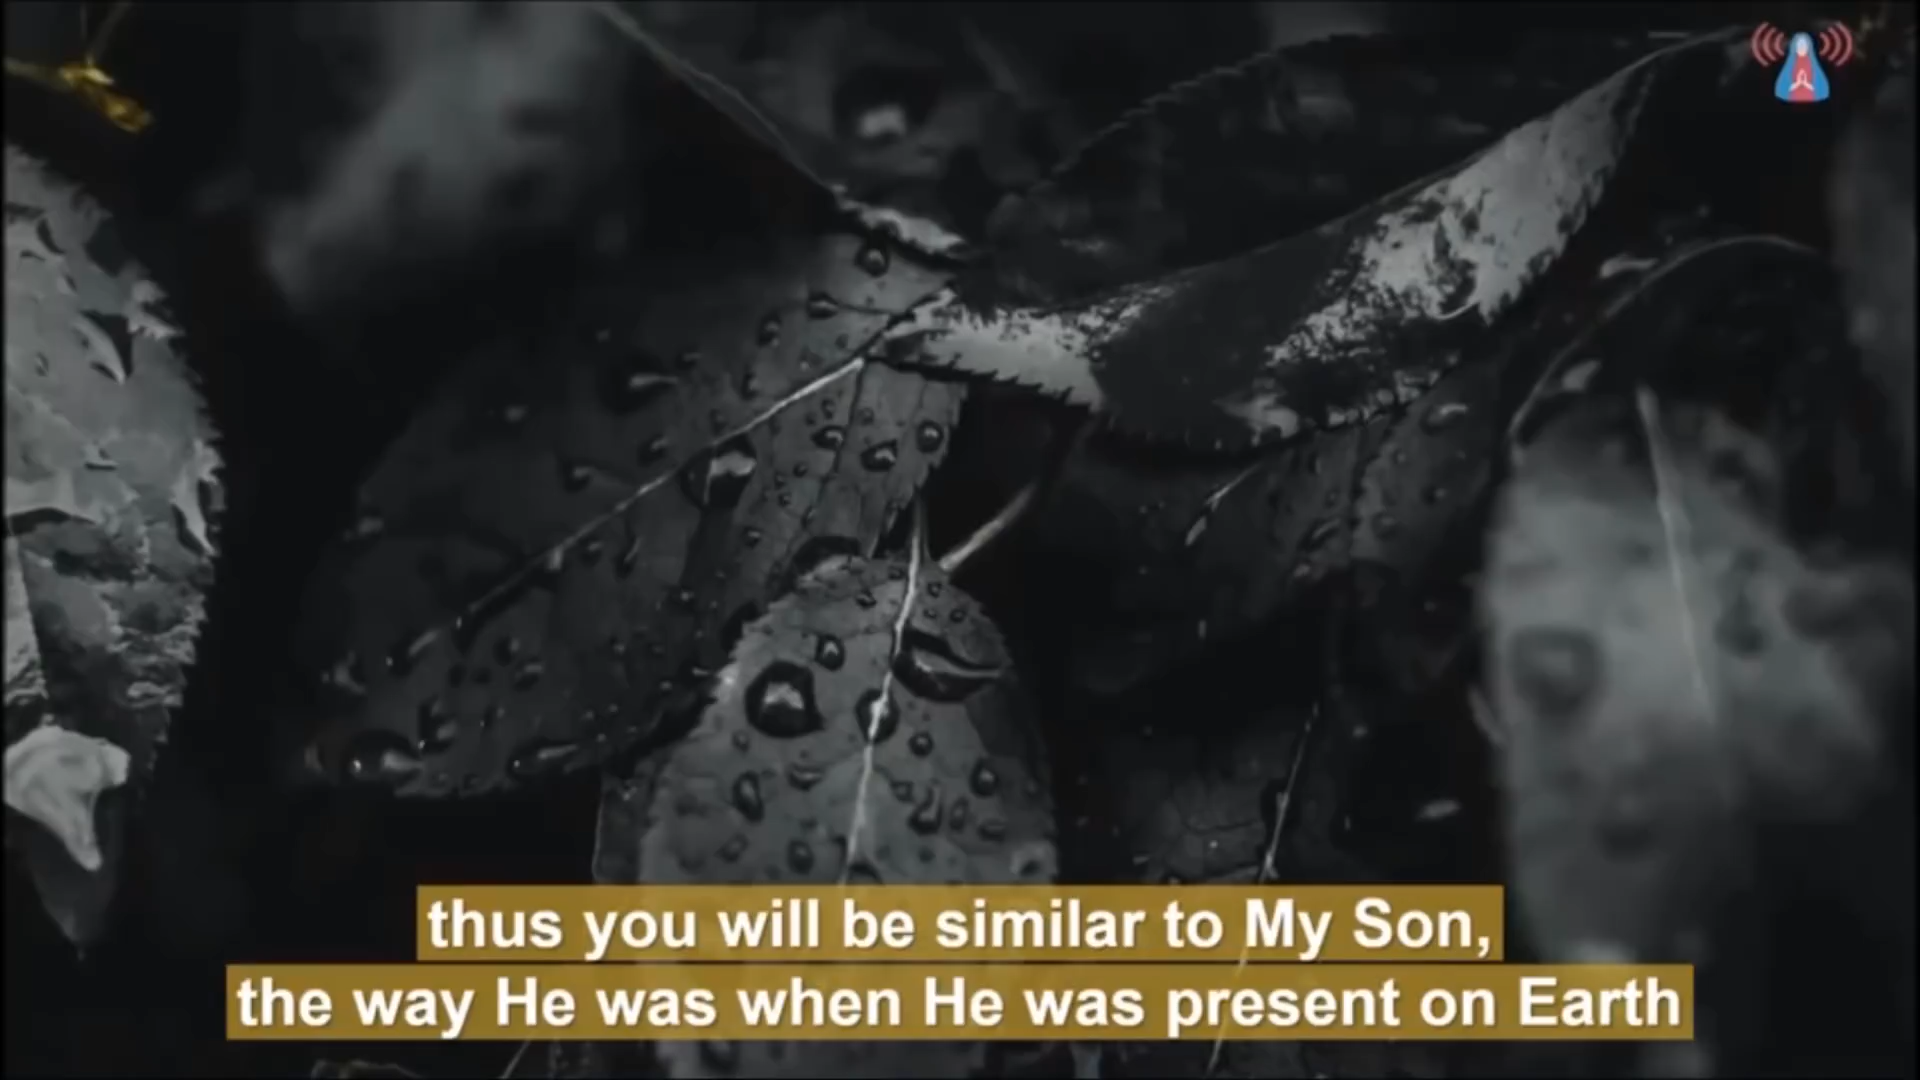 thus you will be similar to My Son,
the way He was when He was present on Earth